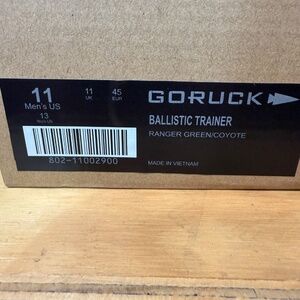 11 11 45 GORUCK
Men's US UK EUR
13 BALLISTIC TRAINER
RANGER GREEN/COYOTE
802-11002900 MADE IN VIETNAM